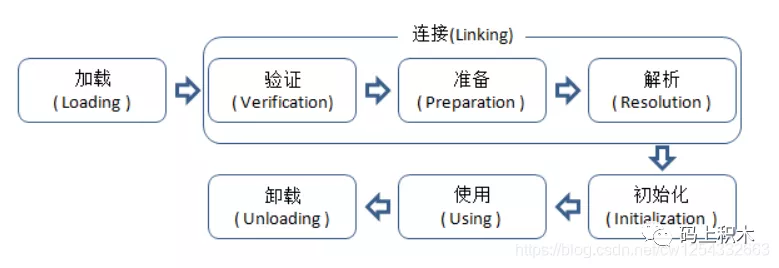 连接(Linking)
加载
( Loading )
验证
( Verification)
准备
( Preparation )
解析
( Resolution )
卸载
( Unloading )
使用
( Using )
初始化
( Initialization )
码上积木
https://blog.csdn.net/cw1254332663